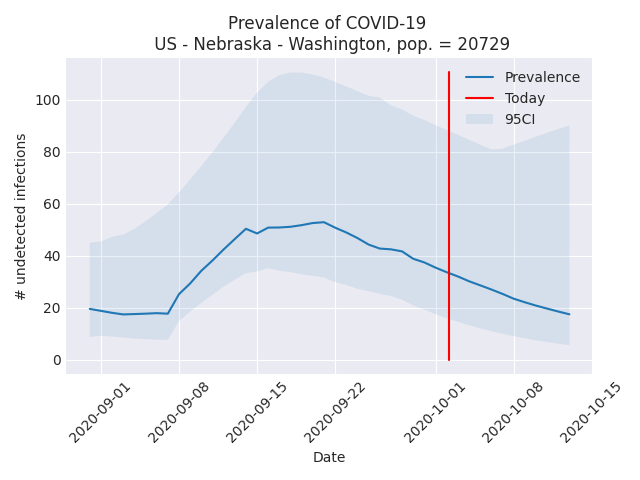 Prevalence of COVID-19
US - Nebraska - Washington, pop. = 20729
Prevalence
Today
95CI
# undetected infections
100
80
60
40
20
0
2020-09-01
2020-09-08
2020-09-15
2020-09-22
2020-10-01
2020-10-08
2020-10-15
Date